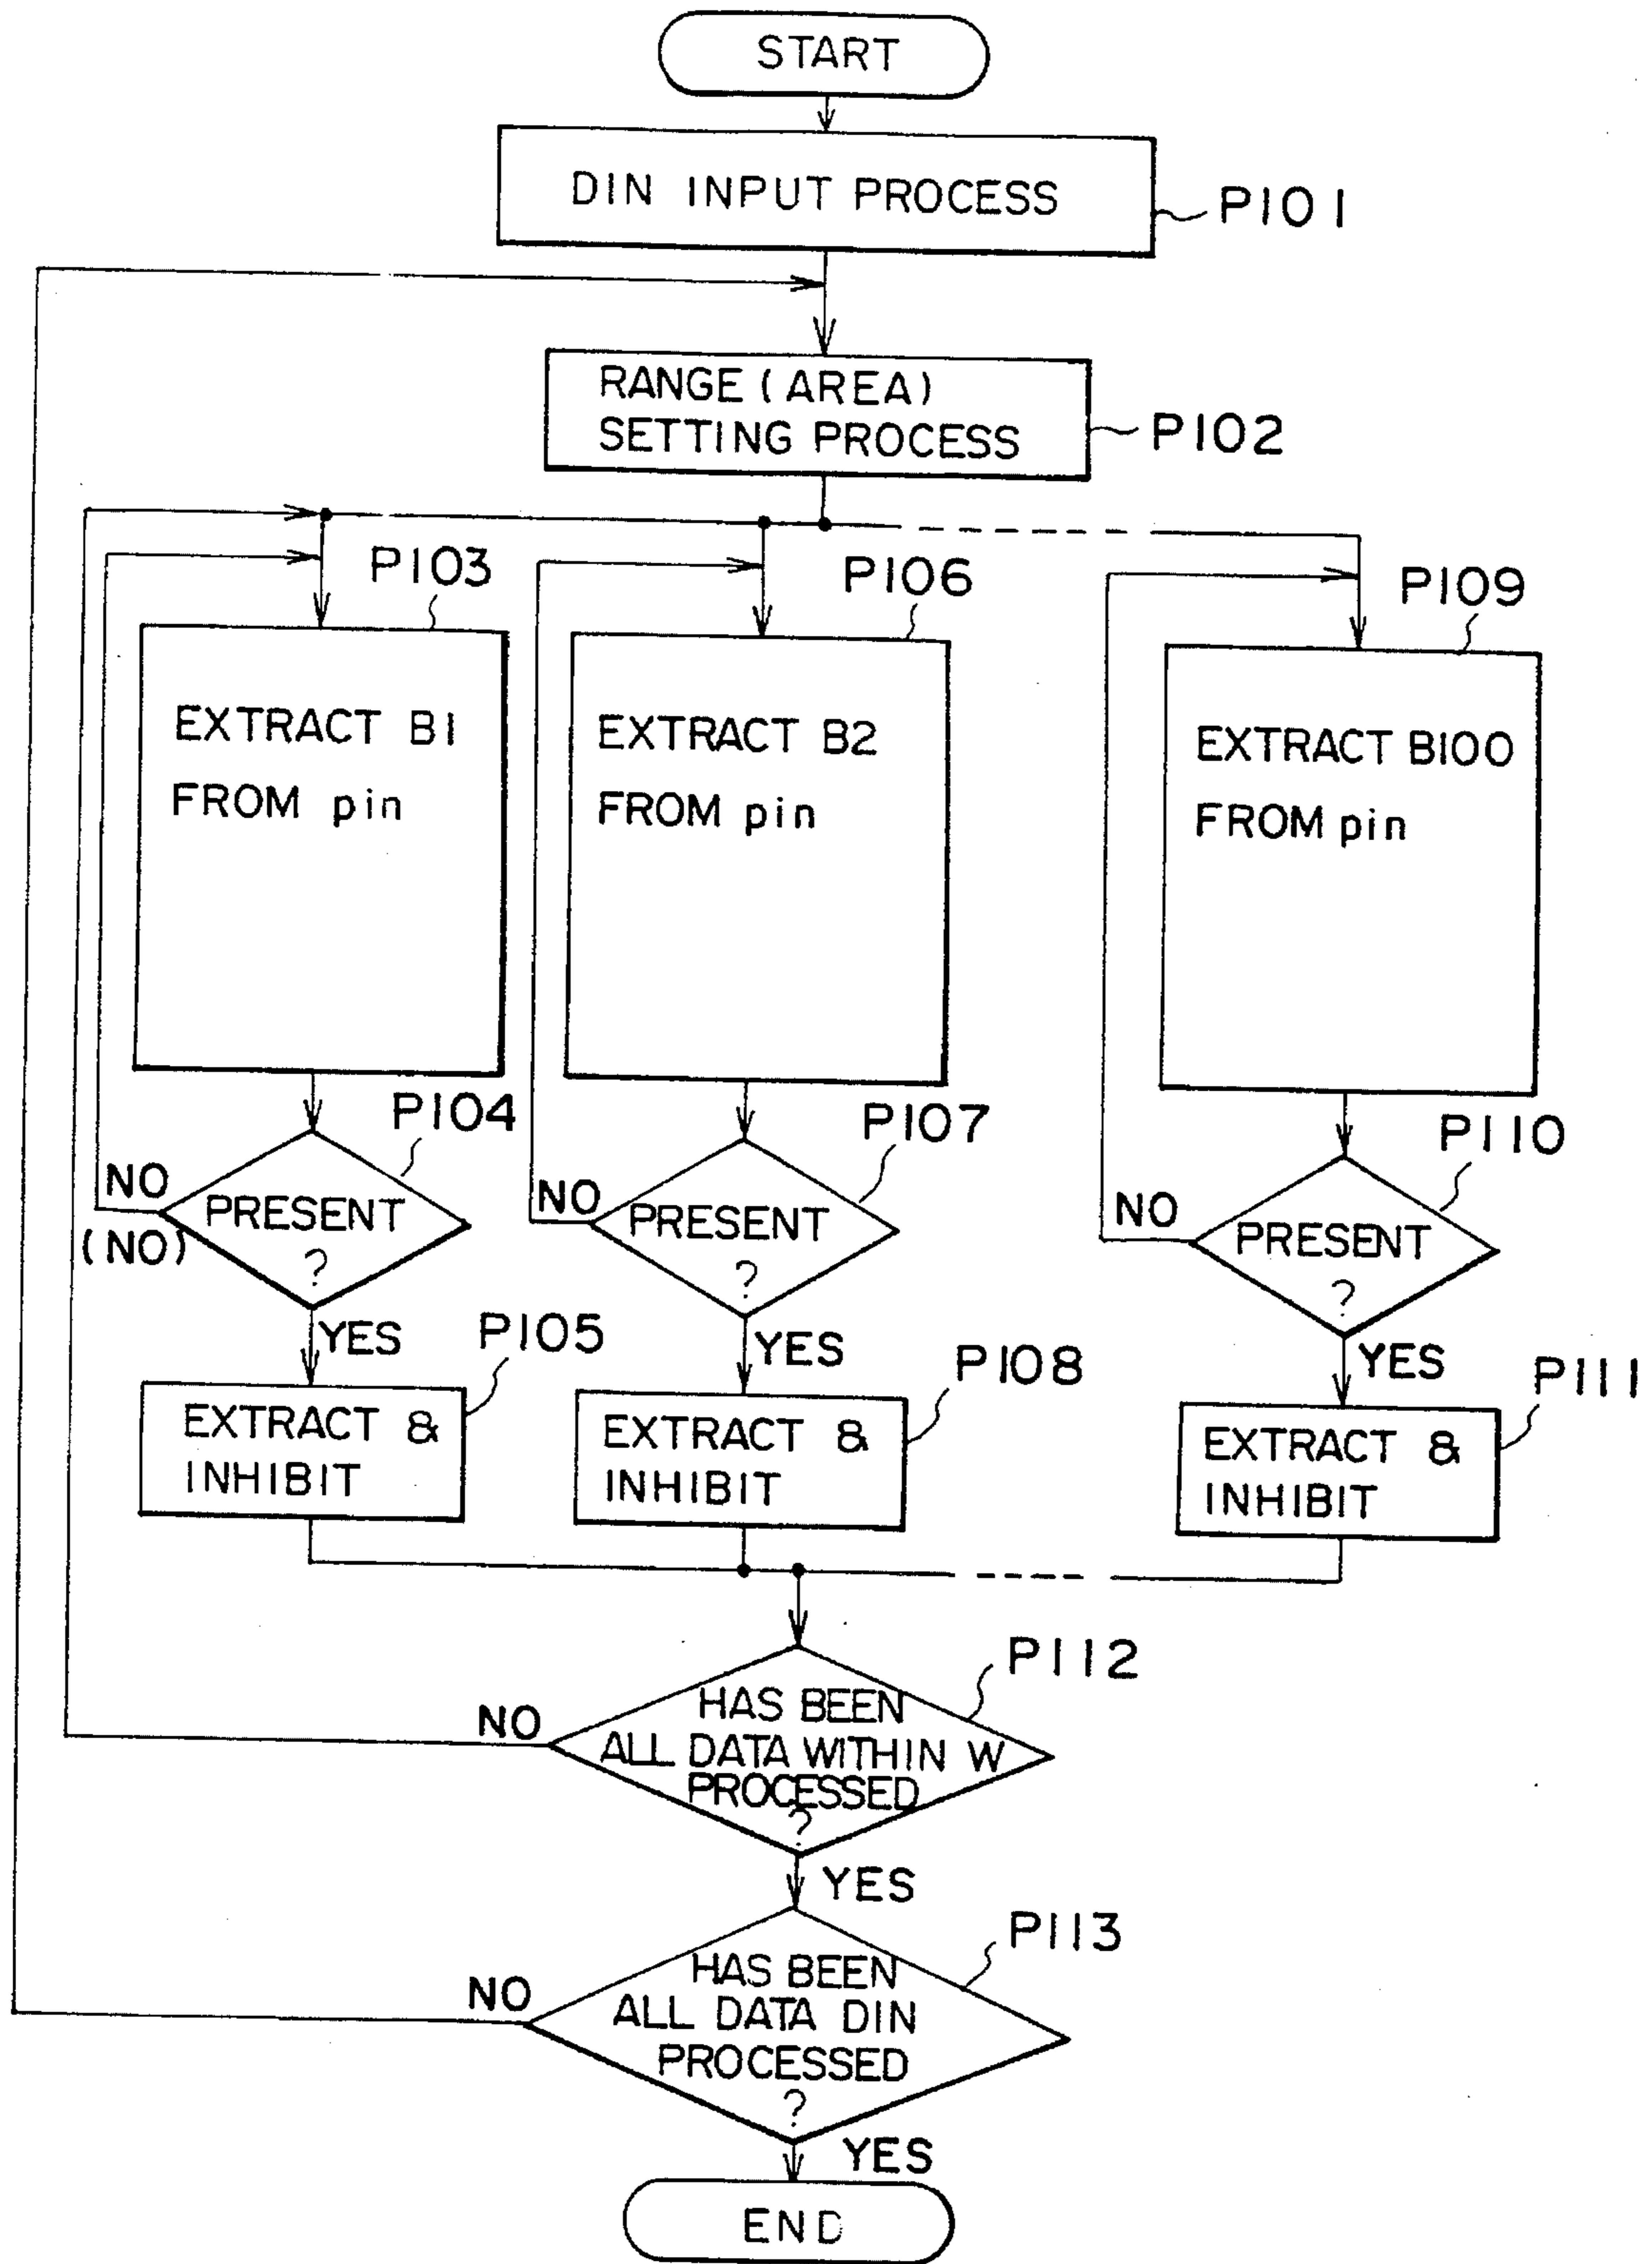 START
DIN INPUT PROCESS
P101
RANGE (AREA)
SETTING PROCESS
P102
P103
EXTRACT B1
FROM pin
P106
EXTRACT B2
FROM pin
P109
EXTRACT B100
FROM pin
P104
NO
(NO)
PRESENT
?
YES
P107
NO
PRESENT
?
YES
P110
NO
PRESENT
?
YES
P105
EXTRACT &
INHIBIT
P108
EXTRACT &
INHIBIT
P111
EXTRACT &
INHIBIT
P112
NO
HAS BEEN
ALL DATA WITHIN W
PROCESSED
?
YES
P113
NO
HAS BEEN
ALL DATA DIN
PROCESSED
?
YES
END